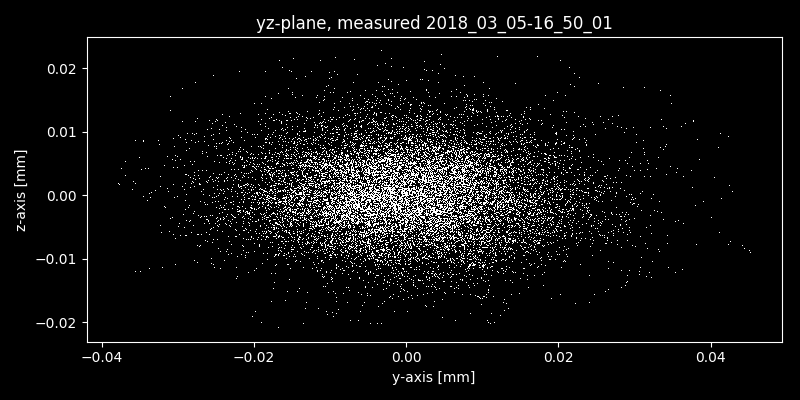 yz-plane, measured 2018_03_05-16_50_01
z-axis [mm]
0.02
0.01
0.00
−0.01
−0.02
−0.04 −0.02 0.00 0.02 0.04
y-axis [mm]